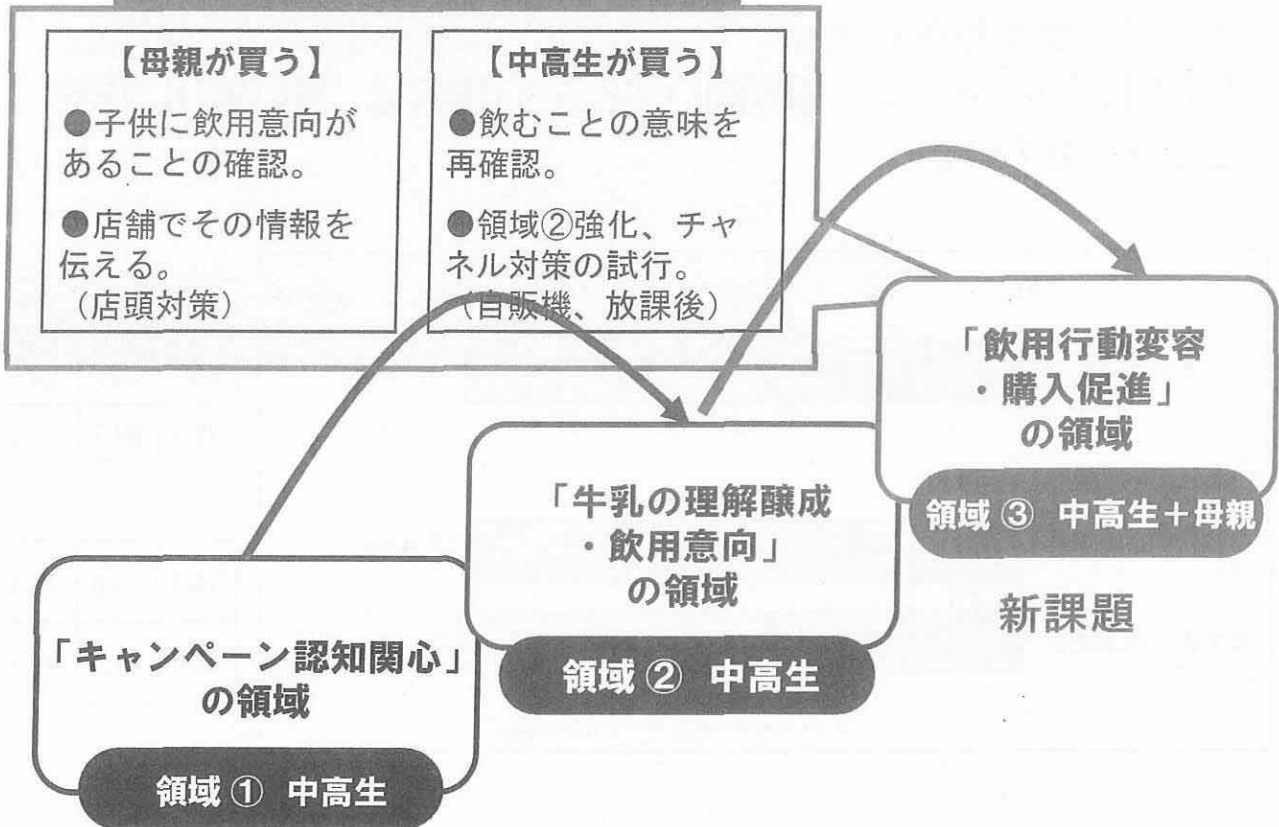 【母親が買う】
●子供に飲用意向が
あることの確認。
●店舗でその情報を
伝える。
（店頭対策）
【中高生が買う】
●飲むことの意味を
再確認。
●領域②強化、チャ
ネル対策の試行。
（自販機、放課後）
「飲用行動変容
・購入促進」
の領域
領域 ③ 中高生＋母親
新課題
「牛乳の理解醸成
・飲用意向」
の領域
領域 ② 中高生
「キャンペーン認知関心」
の領域
領域 ① 中高生